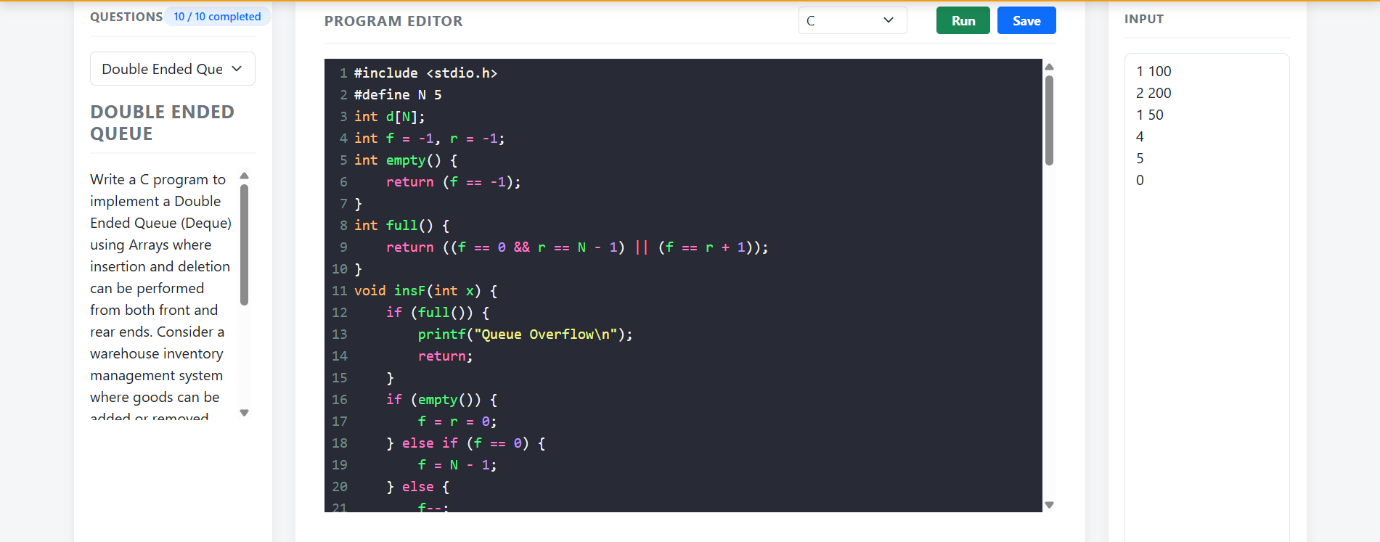 QUESTIONS 10 / 10 completed
Double Ended Que
DOUBLE ENDED
QUEUE
Write a C program to
implement a Double
Ended Queue (Deque)
using Arrays where
insertion and deletion
can be performed
from both front and
rear ends. Consider a
warehouse inventory
management system
where goods can be
added or removed
PROGRAM EDITOR
C
Run
Save
1 #include <stdio.h>
2 #define N 5
3 int d[N];
4 int f = -1, r = -1;
5 int empty() {
6     return (f == -1);
7 }
8 int full() {
9     return ((f == 0 && r == N - 1) || (f == r + 1));
10 }
11 void insF(int x) {
12     if (full()) {
13         printf("Queue Overflow\n");
14         return;
15     }
16     if (empty()) {
17         f = r = 0;
18     } else if (f == 0) {
19         f = N - 1;
20     } else {
21         f--;
INPUT
1 100
2 200
1 50
4
5
0